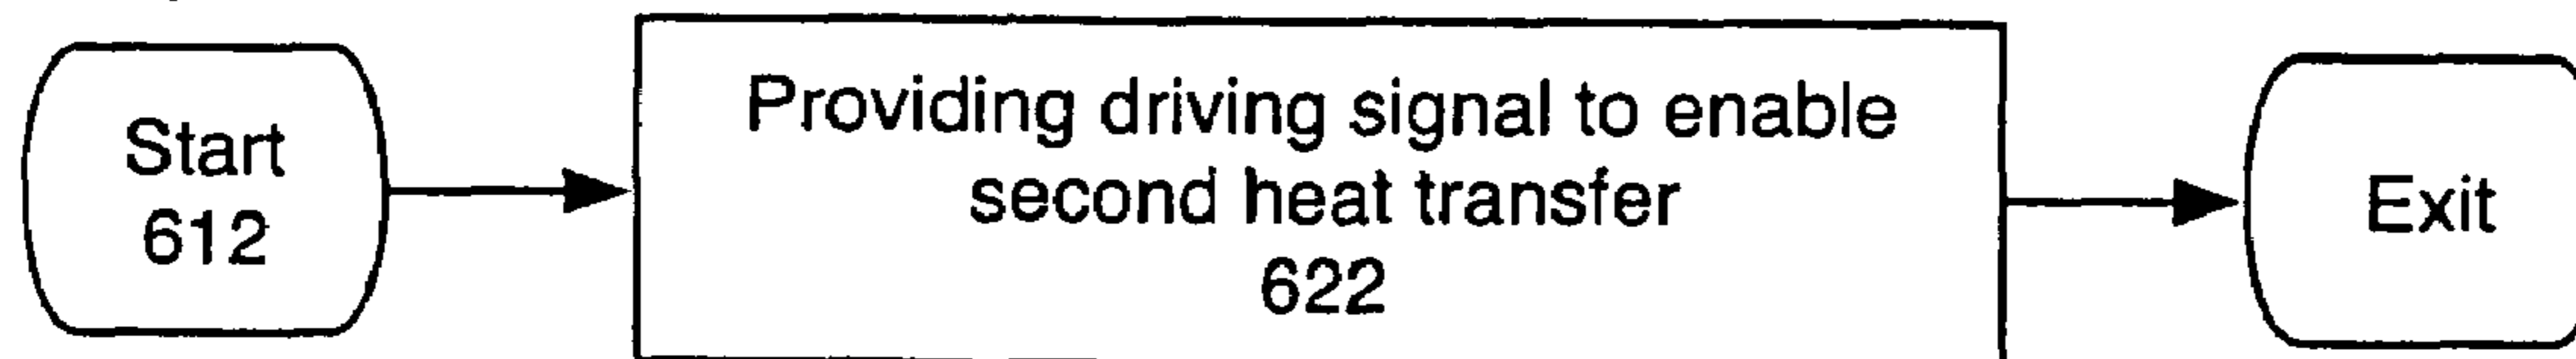 Start
612
Providing driving signal to enable
second heat transfer
622
Exit